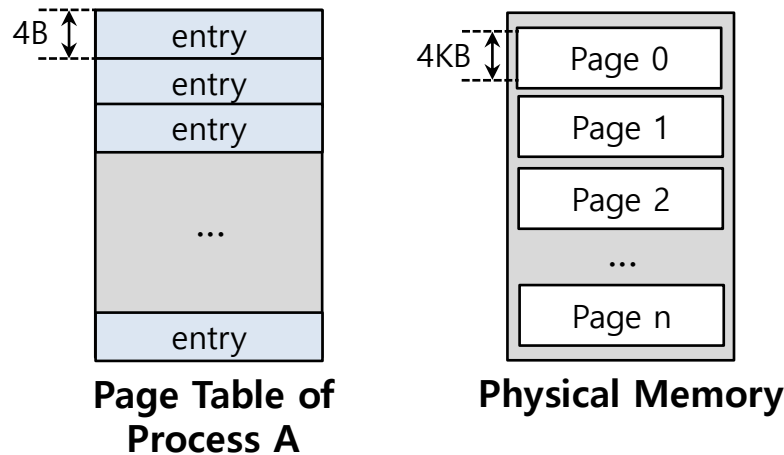 4B
entry
entry
entry
...
entry
Page Table of
Process A
4KB
Page 0
Page 1
Page 2
...
Page n
Physical Memory